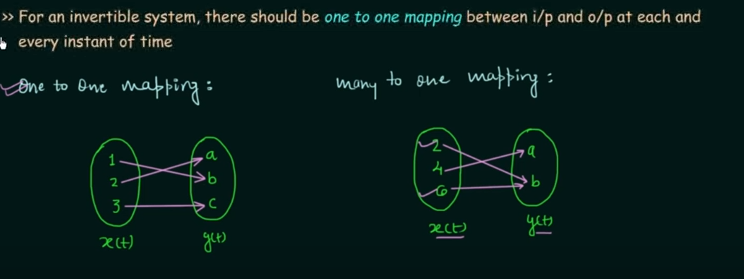 >> For an invertible system, there should be one to one mapping between i/p and o/p at each and
every instant of time
One to One mapping :
many to one mapping :
1
2
3
a
b
c
x(t)
y(t)
2
4
6
a
b
x(t)
y(t)